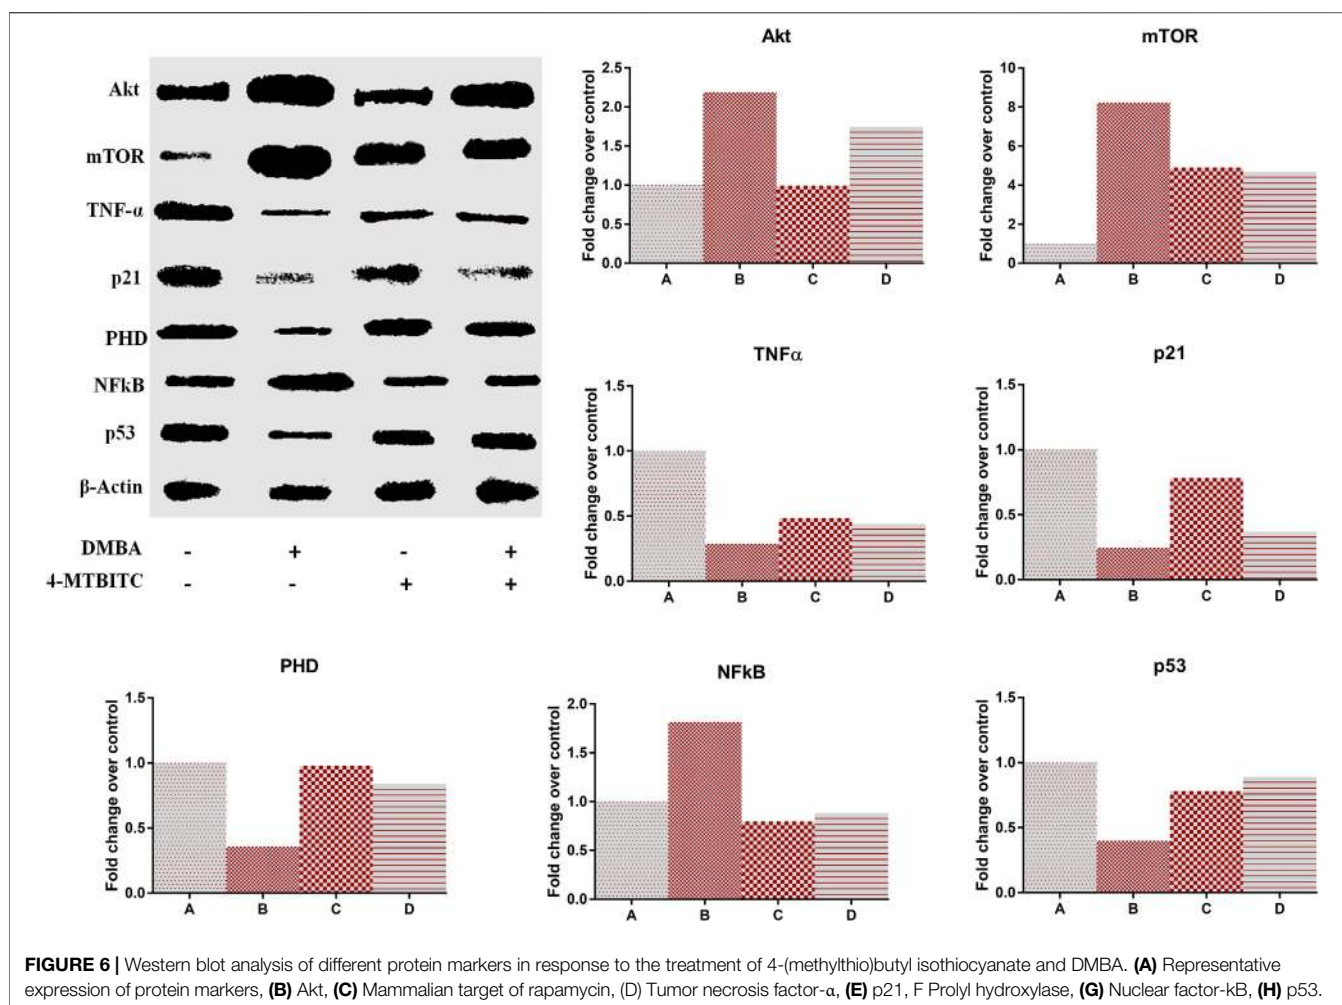 Akt
mTOR
TNF-α
p21
PHD
NFkB
p53
β-Actin
DMBA - + - +
4-MTBITC - - + +
Akt
Fold change over control
2.5
2.0
1.5
1.0
0.5
0.0
A B C D
mTOR
Fold change over control
10
8
6
4
2
0
A B C D
TNFα
Fold change over control
1.5
1.0
0.5
0.0
A B C D
p21
Fold change over control
1.5
1.0
0.5
0.0
A B C D
PHD
Fold change over control
1.5
1.0
0.5
0.0
A B C D
NFkB
Fold change over control
2.0
1.5
1.0
0.5
0.0
A B C D
p53
Fold change over control
1.5
1.0
0.5
0.0
A B C D
FIGURE 6 | Western blot analysis of different protein markers in response to the treatment of 4-(methylthio)butyl isothiocyanate and DMBA. (A) Representative
expression of protein markers, (B) Akt, (C) Mammalian target of rapamycin, (D) Tumor necrosis factor-α, (E) p21, F Prolyl hydroxylase, (G) Nuclear factor-kB, (H) p53.